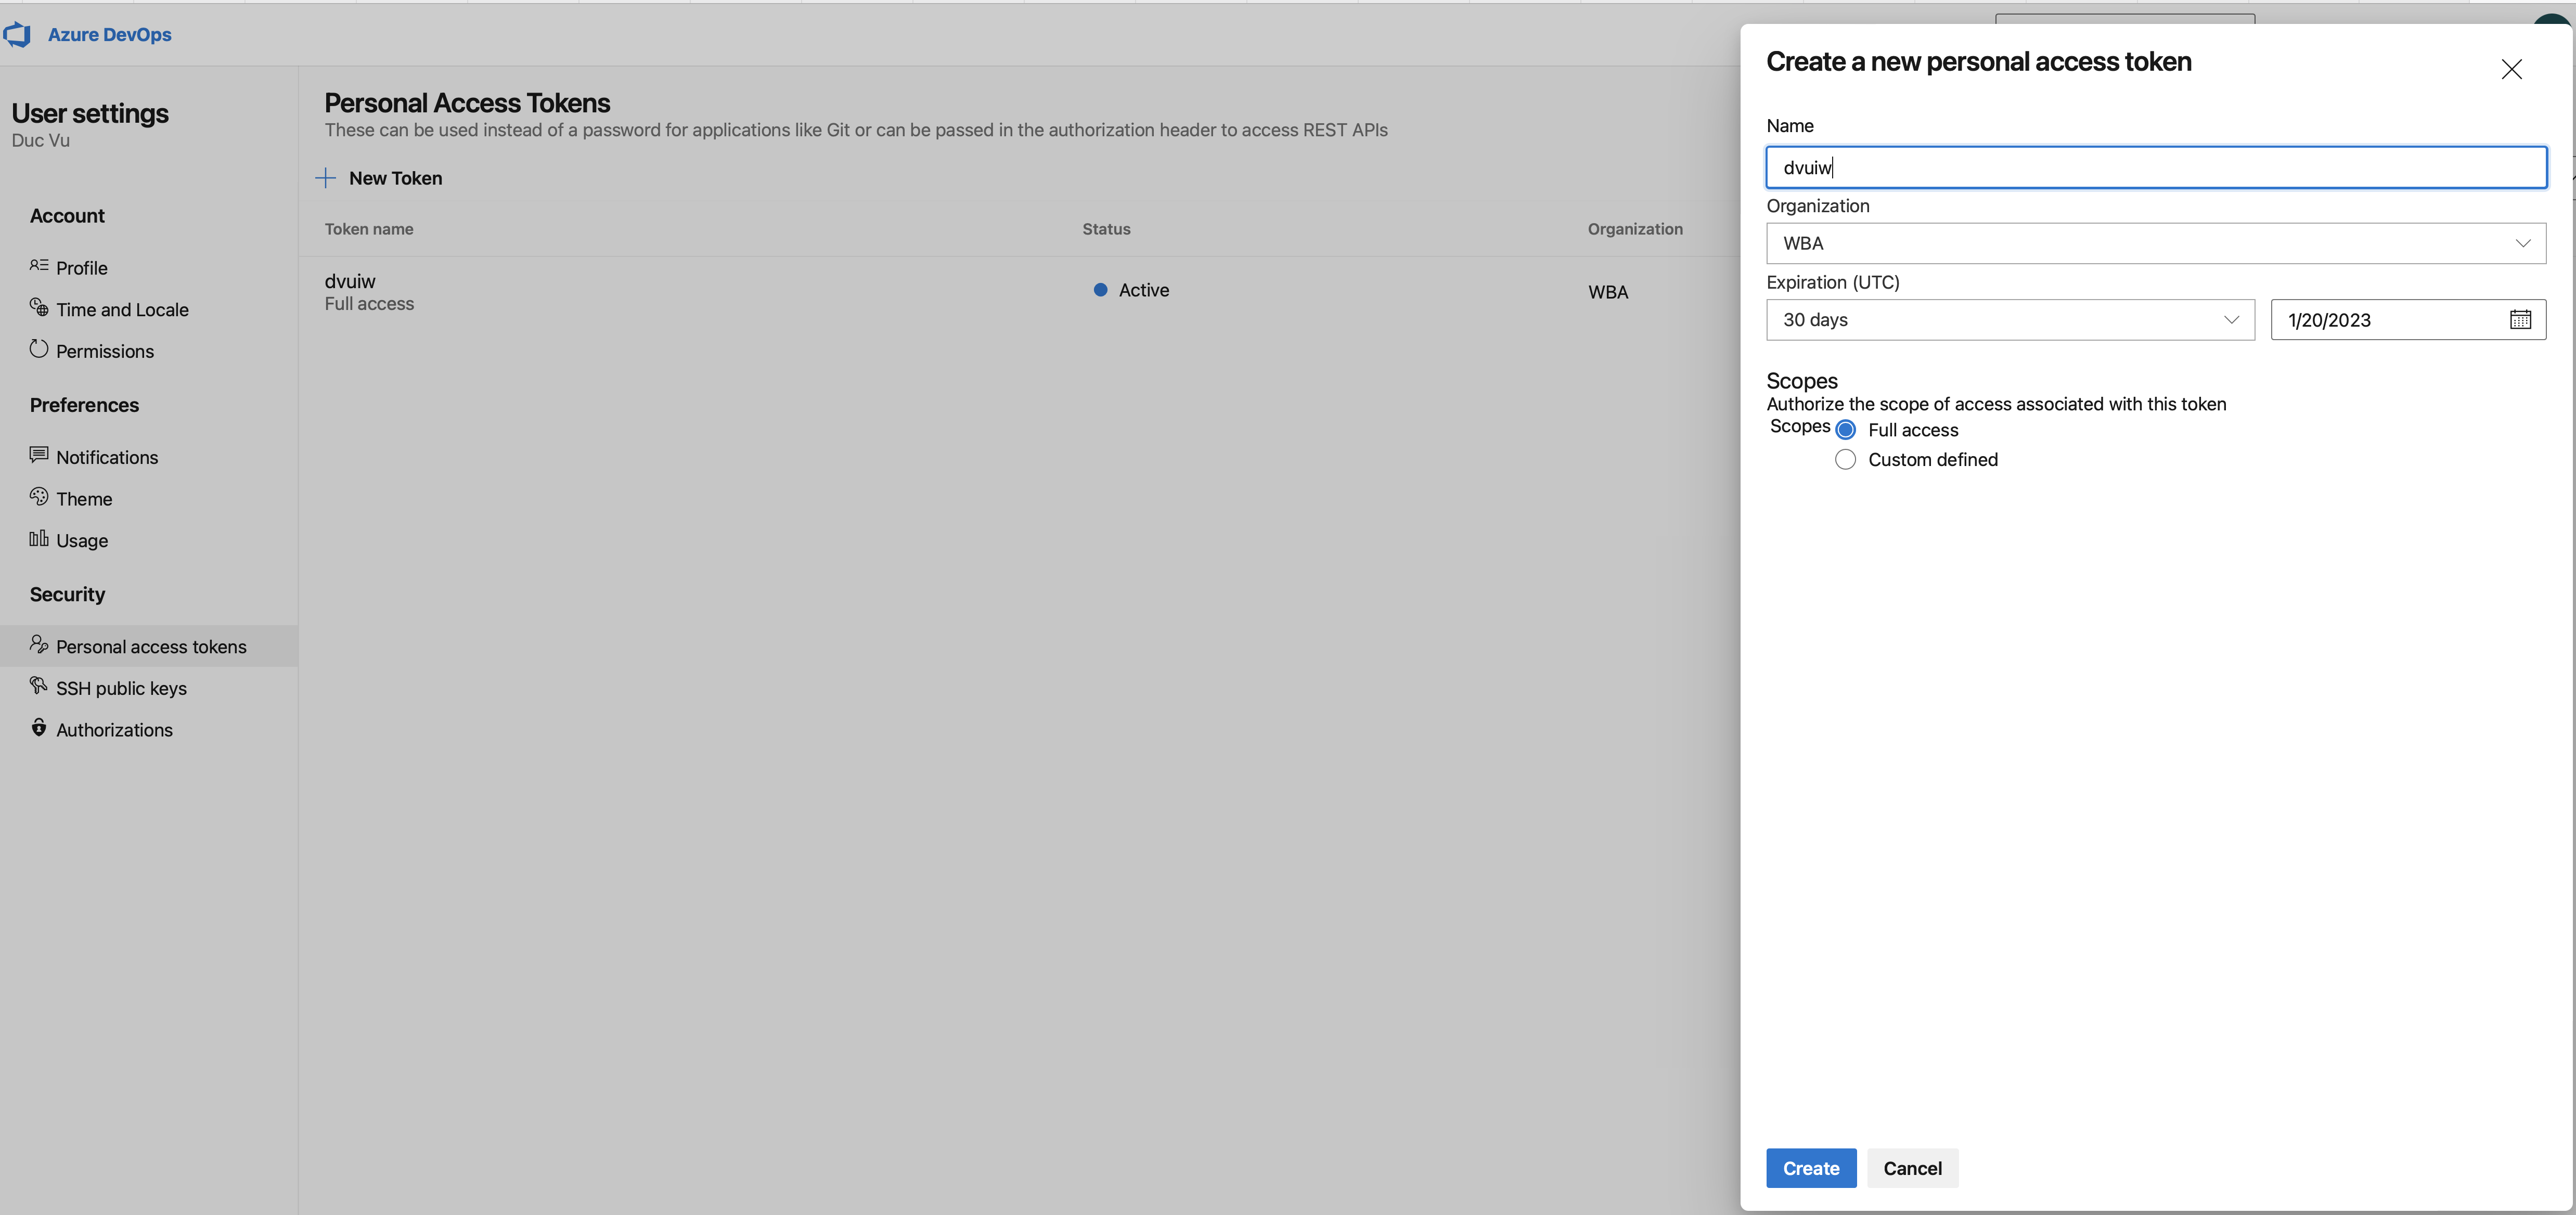 Azure DevOps
User settings
Duc Vu
Account
Profile
Time and Locale
Permissions
Preferences
Notifications
Theme
Usage
Security
Personal access tokens
SSH public keys
Authorizations
Personal Access Tokens
These can be used instead of a password for applications like Git or can be passed in the authorization header to access REST APIs
New Token
Token name Status Organization
dvuiw Active WBA
Full access
Create a new personal access token
Name
dvuiw
Organization
WBA
Expiration (UTC)
30 days 1/20/2023
Scopes
Authorize the scope of access associated with this token
Scopes Full access
Custom defined
Create Cancel